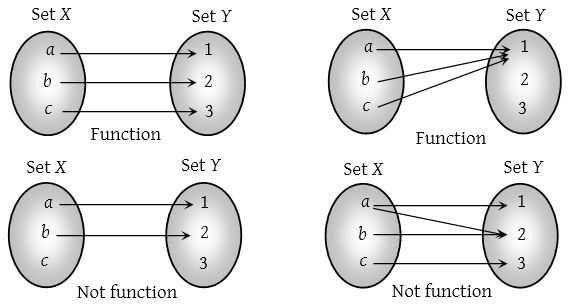 Set X
Set Y
a
1
b
2
c
3
Function
Set X
Set Y
a
1
b
2
c
3
Function
Set X
Set Y
a
1
b
2
c
3
Not function
Set X
Set Y
a
1
b
2
c
3
Not function